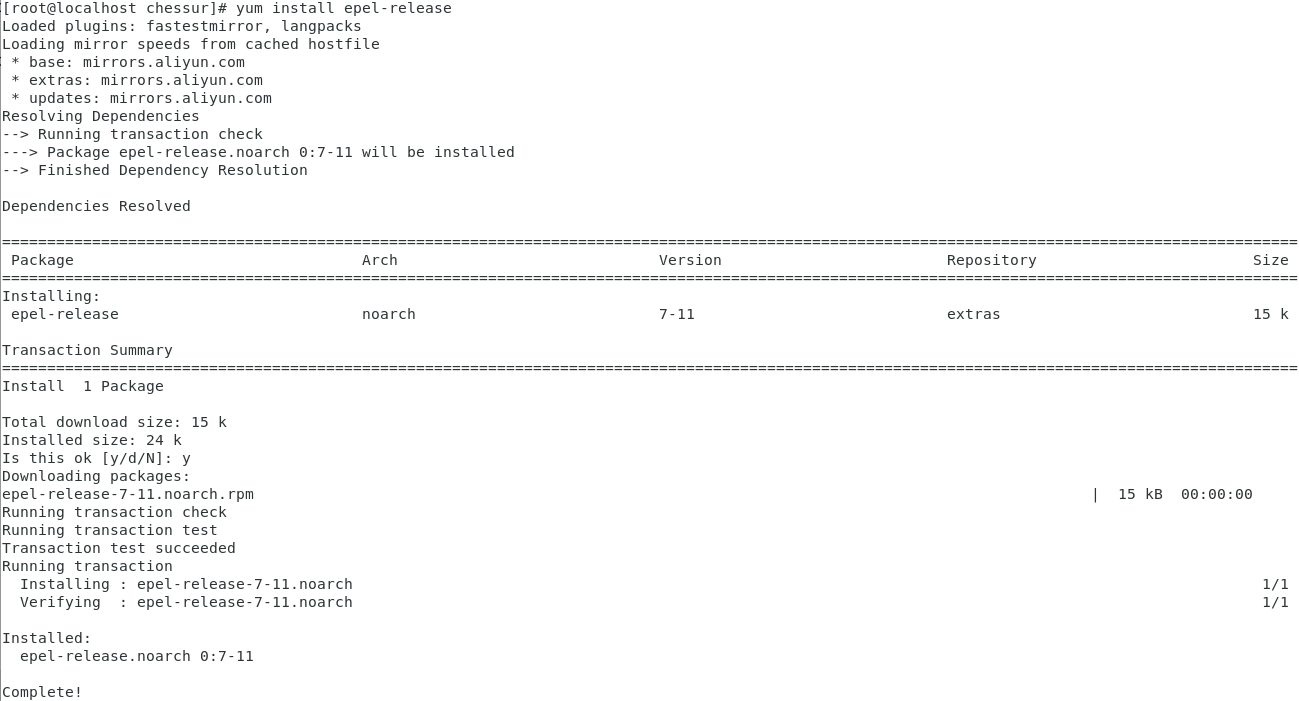 [root@localhost chessur]# yum install epel-release
Loaded plugins: fastestmirror, langpacks
Loading mirror speeds from cached hostfile
 * base: mirrors.aliyun.com
 * extras: mirrors.aliyun.com
 * updates: mirrors.aliyun.com
Resolving Dependencies
--> Running transaction check
---> Package epel-release.noarch 0:7-11 will be installed
--> Finished Dependency Resolution

Dependencies Resolved

================================================================================================================================================
 Package                                Arch                             Version                         Repository                        Size
================================================================================================================================================
Installing:
 epel-release                           noarch                           7-11                            extras                            15 k

Transaction Summary
================================================================================================================================================
Install  1 Package

Total download size: 15 k
Installed size: 24 k
Is this ok [y/d/N]: y
Downloading packages:
epel-release-7-11.noarch.rpm                                                                                             |  15 kB  00:00:00
Running transaction check
Running transaction test
Transaction test succeeded
Running transaction
  Installing : epel-release-7-11.noarch                                                                                                     1/1
  Verifying  : epel-release-7-11.noarch                                                                                                     1/1

Installed:
  epel-release.noarch 0:7-11

Complete!